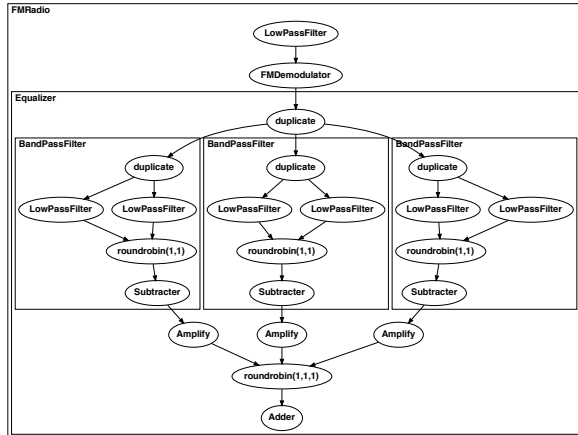 FMRadio
LowPassFilter
FMDemodulator
Equalizer
duplicate
BandPassFilter
BandPassFilter
BandPassFilter
duplicate
duplicate
duplicate
LowPassFilter
LowPassFilter
LowPassFilter
LowPassFilter
LowPassFilter
LowPassFilter
roundrobin(1,1)
roundrobin(1,1)
roundrobin(1,1)
Subtracter
Subtracter
Subtracter
Amplify
Amplify
Amplify
roundrobin(1,1,1)
Adder